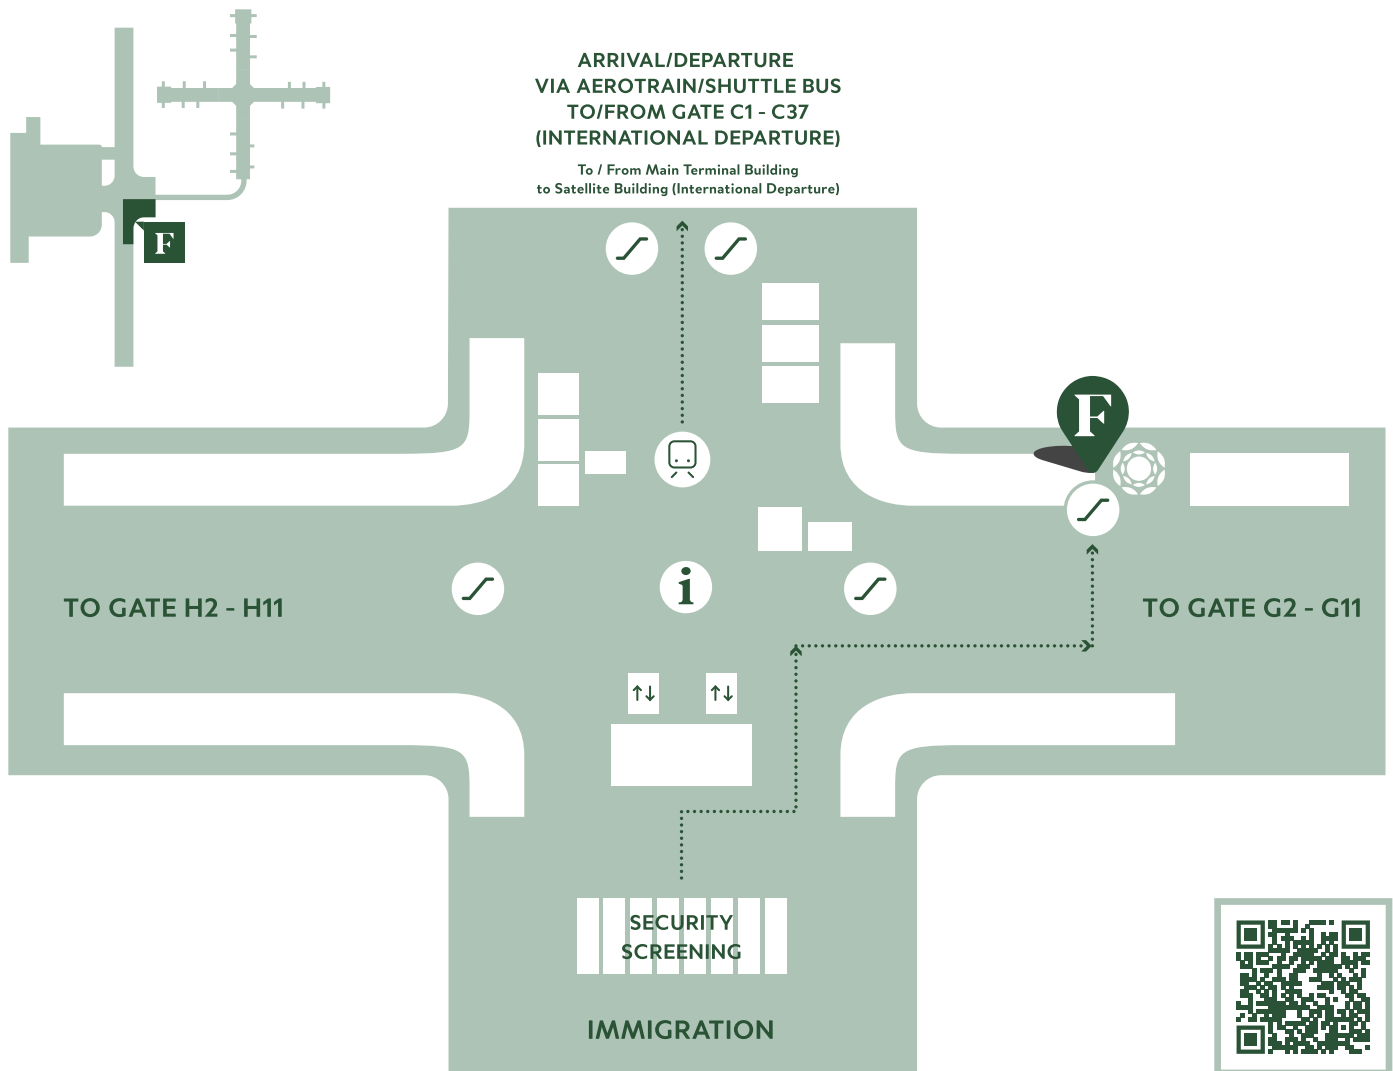 ARRIVAL/DEPARTURE
VIA AEROTRAIN/SHUTTLE BUS
TO/FROM GATE C1 - C37
(INTERNATIONAL DEPARTURE)
To / From Main Terminal Building
to Satellite Building (International Departure)
F
F
i
TO GATE H2 - H11
TO GATE G2 - G11
SECURITY
SCREENING
IMMIGRATION